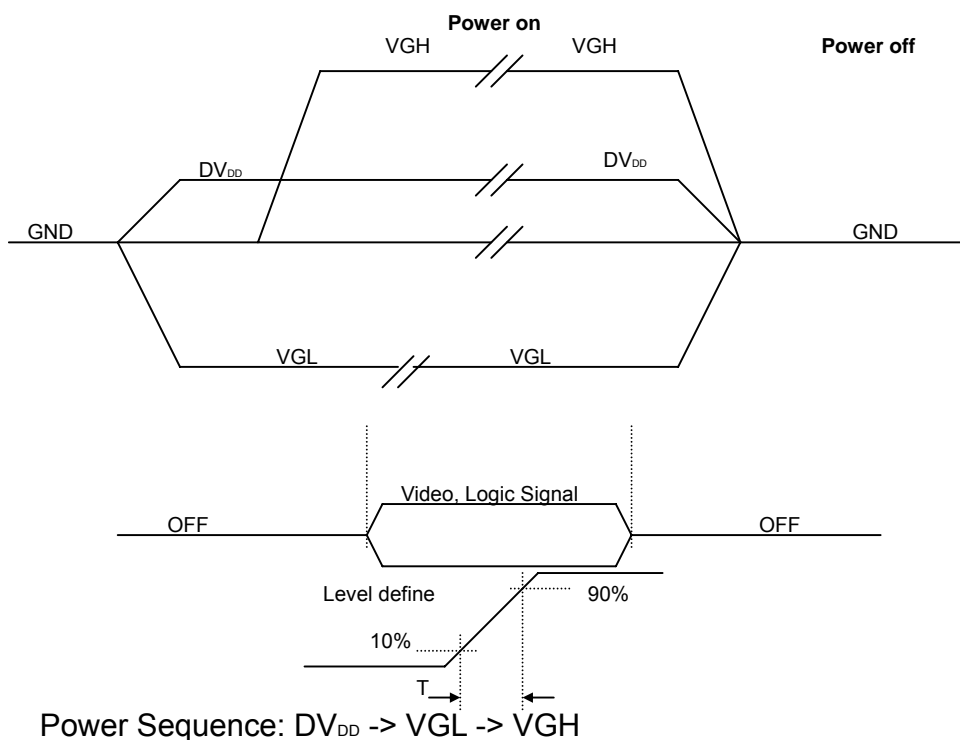 Power on
VGH VGH Power off
DVDD DVDD
GND GND
VGL VGL
Video, Logic Signal
OFF OFF
Level define 90%
10%
T
Power Sequence: DVDD -> VGL -> VGH